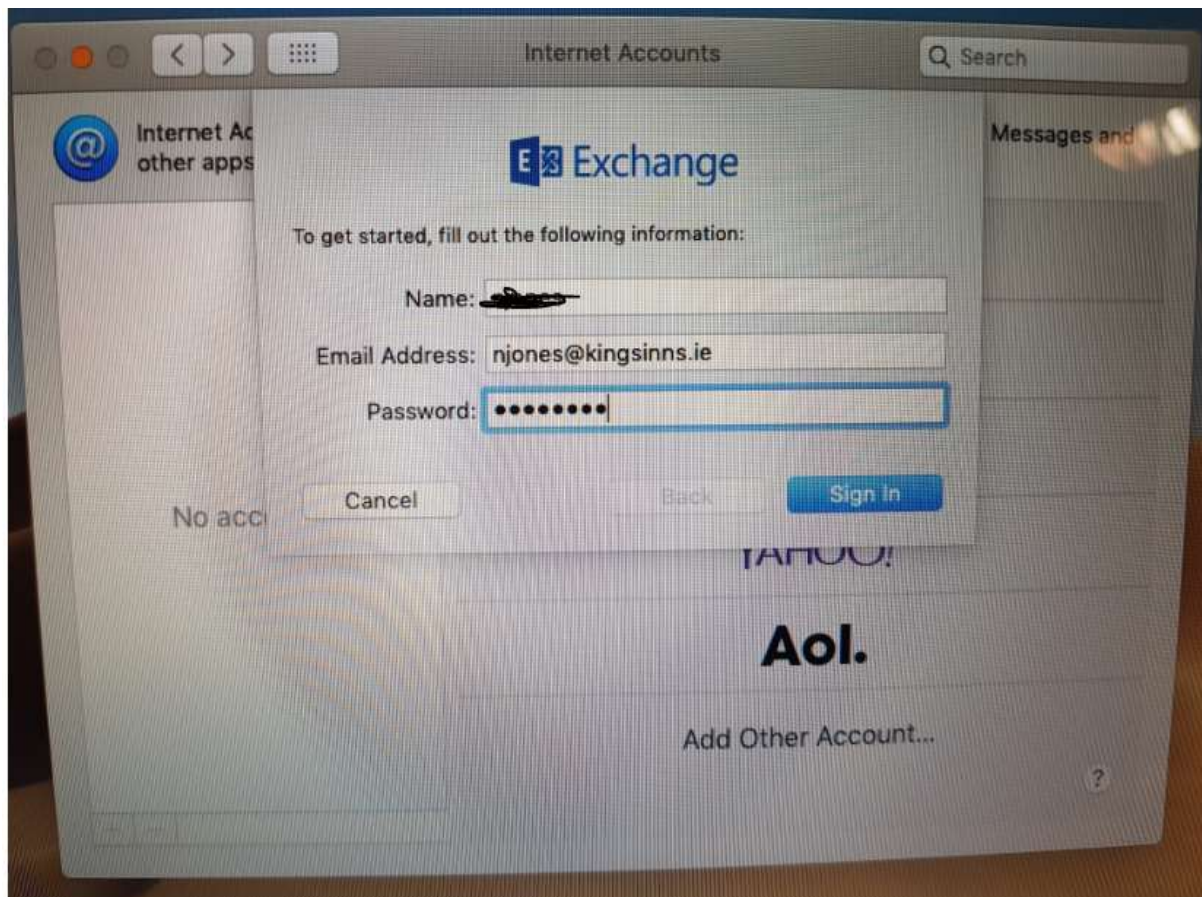 Internet Accounts
Search
Internet Ac
other apps
Messages and
E Exchange
To get started, fill out the following information:
Name:
Email Address: njones@kingsinns.ie
Password: ••••••••
No acc
Cancel
Back
Sign In
YAHOO!
Aol.
Add Other Account...
?